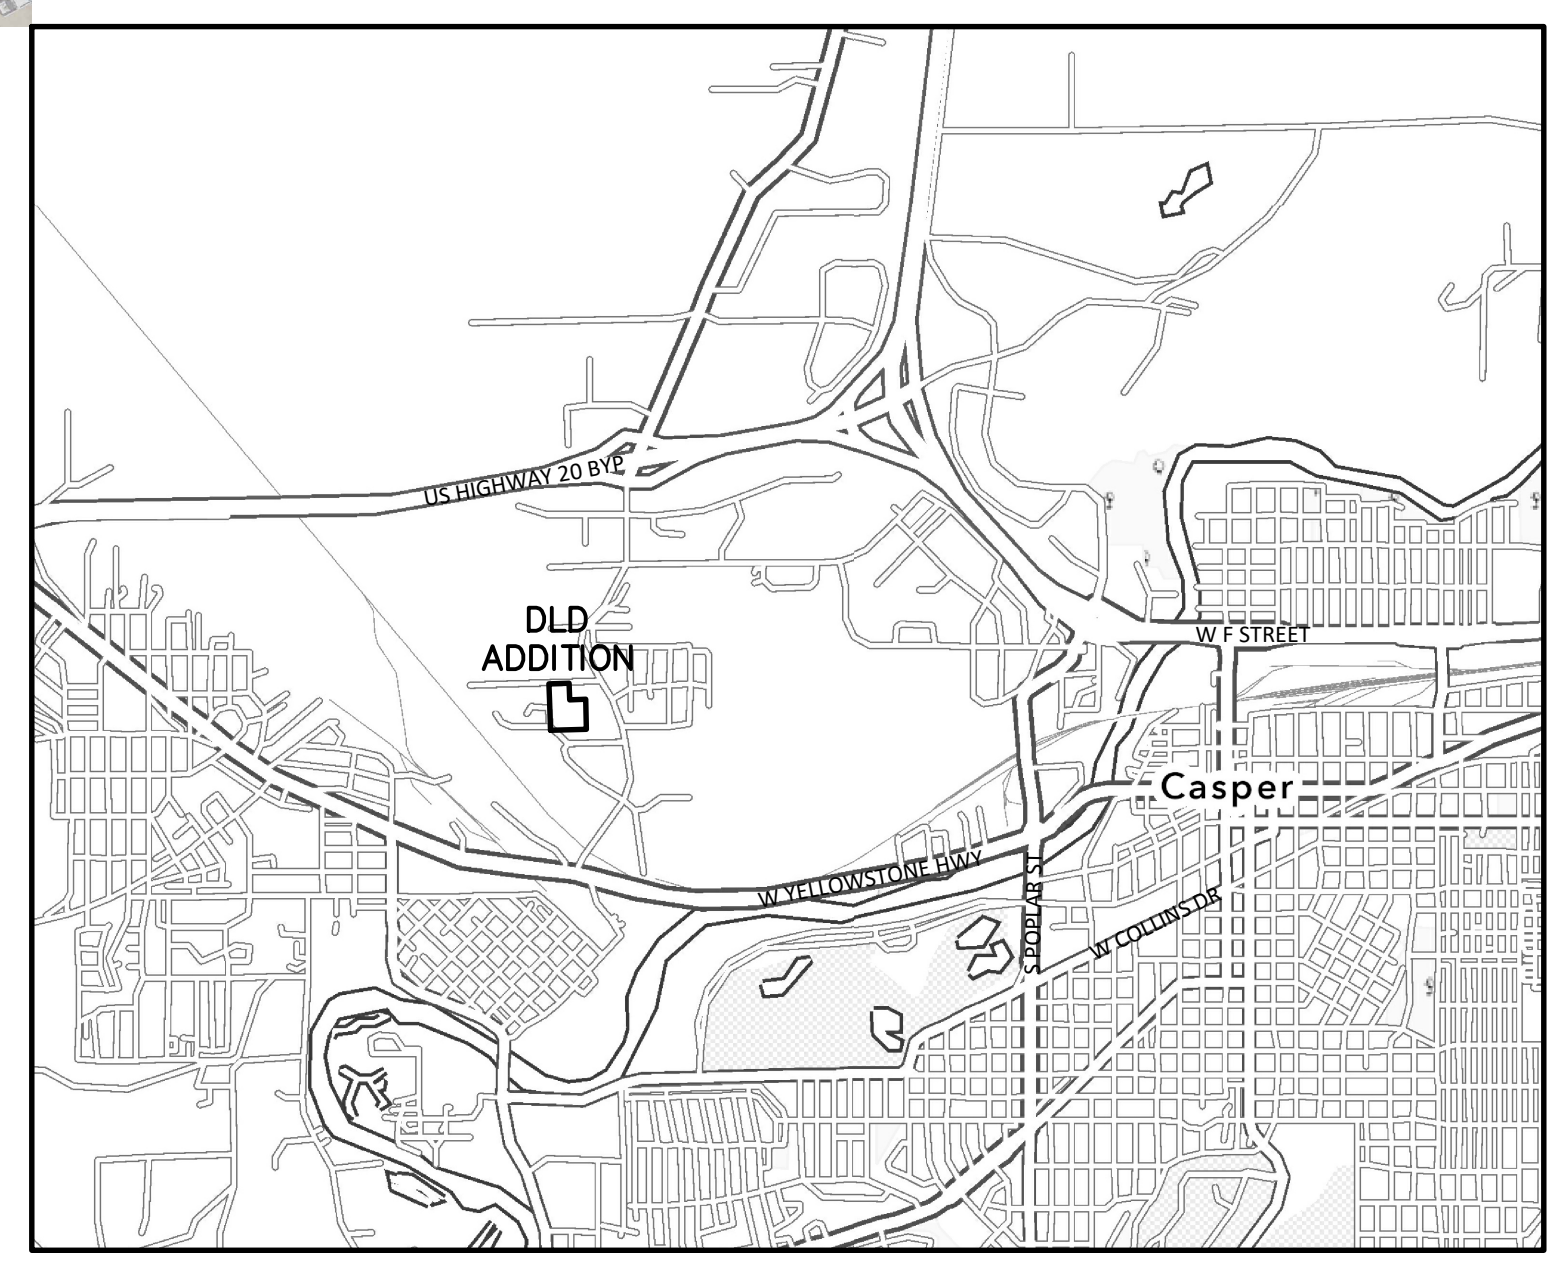 US HIGHWAY 20 BYP
DLD
ADDITION
W F STREET
Casper
W YELLOWSTONE HWY
S POPLAR ST
W COLLINS DR